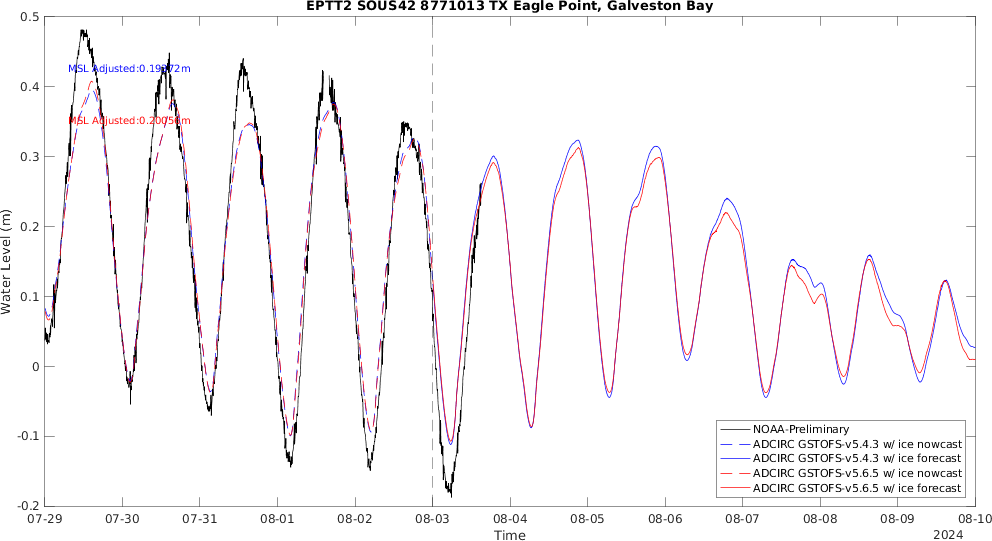 EPTT2 SOUS42 8771013 TX Eagle Point, Galveston Bay
Water Level (m)
0.5
0.4
0.3
0.2
0.1
0
-0.1
-0.2
MSL Adjusted:0.19372m
MSL Adjusted:0.20056m
NOAA-Preliminary
ADCIRC GSTOFS-v5.4.3 w/ ice nowcast
ADCIRC GSTOFS-v5.4.3 w/ ice forecast
ADCIRC GSTOFS-v5.6.5 w/ ice nowcast
ADCIRC GSTOFS-v5.6.5 w/ ice forecast
07-29 07-30 07-31 08-01 08-02 08-03 08-04 08-05 08-06 08-07 08-08 08-09 08-10
Time
2024